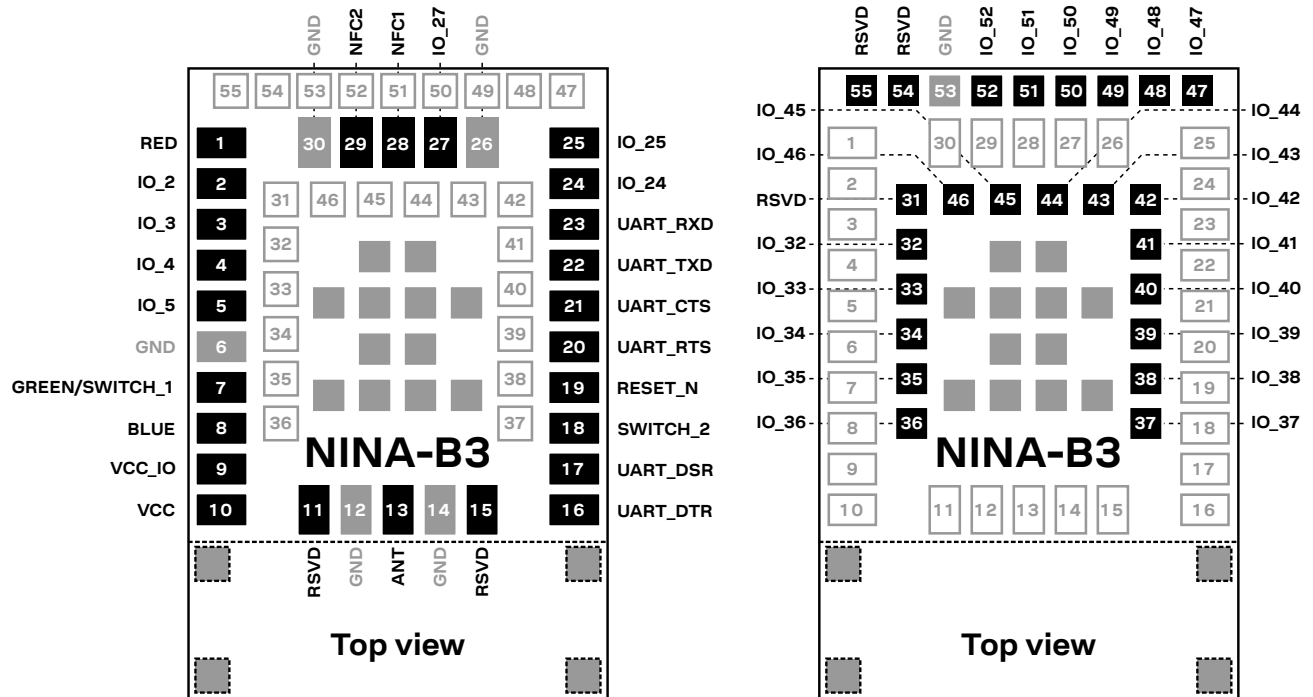 GND NFC2 NFC1 IO_27 GND
55 54 53 52 51 50 49 48 47
30 29 28 27 26
RED 1 25 IO_25
IO_2 2 24 IO_24
31 46 45 44 43 42
IO_3 3 23 UART_RXD
32 41
IO_4 4 22 UART_TXD
33 40
IO_5 5 21 UART_CTS
34 39
GND 6 20 UART_RTS
35 38
GREEN/SWITCH_1 7 19 RESET_N
36 37
BLUE 8 18 SWITCH_2
NINA-B3
VCC_IO 9 17 UART_DSR
VCC 10 11 12 13 14 15 16 UART_DTR
RSVD GND ANT GND RSVD
Top view
RSVD RSVD GND IO_52 IO_51 IO_50 IO_49 IO_48 IO_47
55 54 53 52 51 50 49 48 47
IO_45 IO_44
1 30 29 28 27 26 25
IO_46 IO_43
2 24
RSVD 31 46 45 44 43 42 IO_42
3 23
IO_32 32 41 IO_41
4 22
IO_33 33 40 IO_40
5 21
IO_34 34 39 IO_39
6 20
IO_35 35 38 IO_38
7 19
IO_36 36 37 IO_37
8 18
NINA-B3
9 17
10 11 12 13 14 15 16
Top view